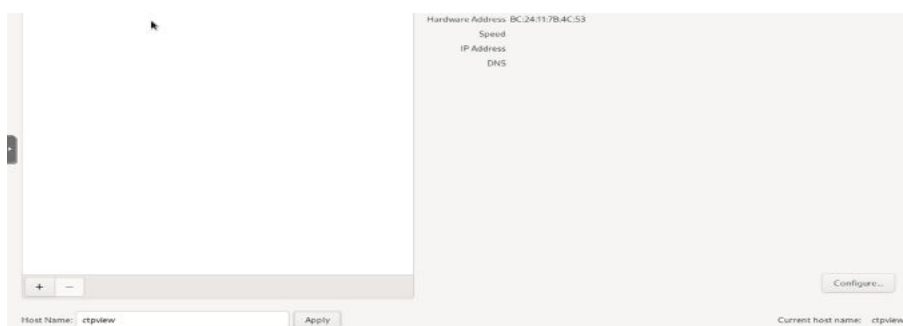 Hardware Address BC:24:11:7B:4C:53
Speed
IP Address
DNS
+ −
Configure...
Host Name: ctpview Apply Current host name: ctpview